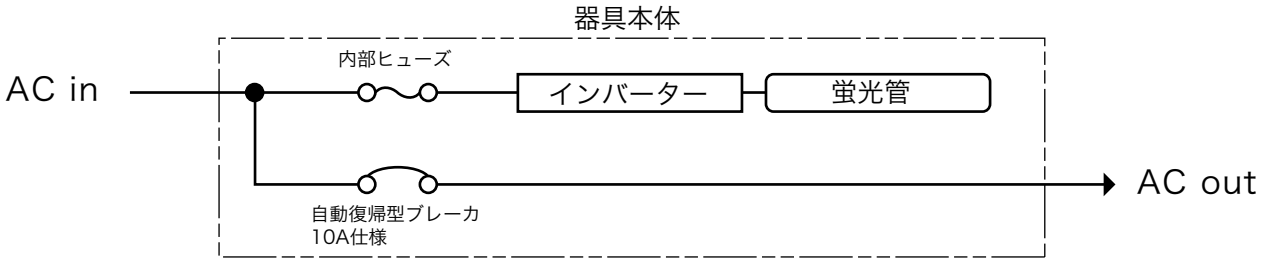 器具本体
内部ヒューズ
AC in
インバーター
蛍光管
AC out
自動復帰型ブレーカ
10A仕様